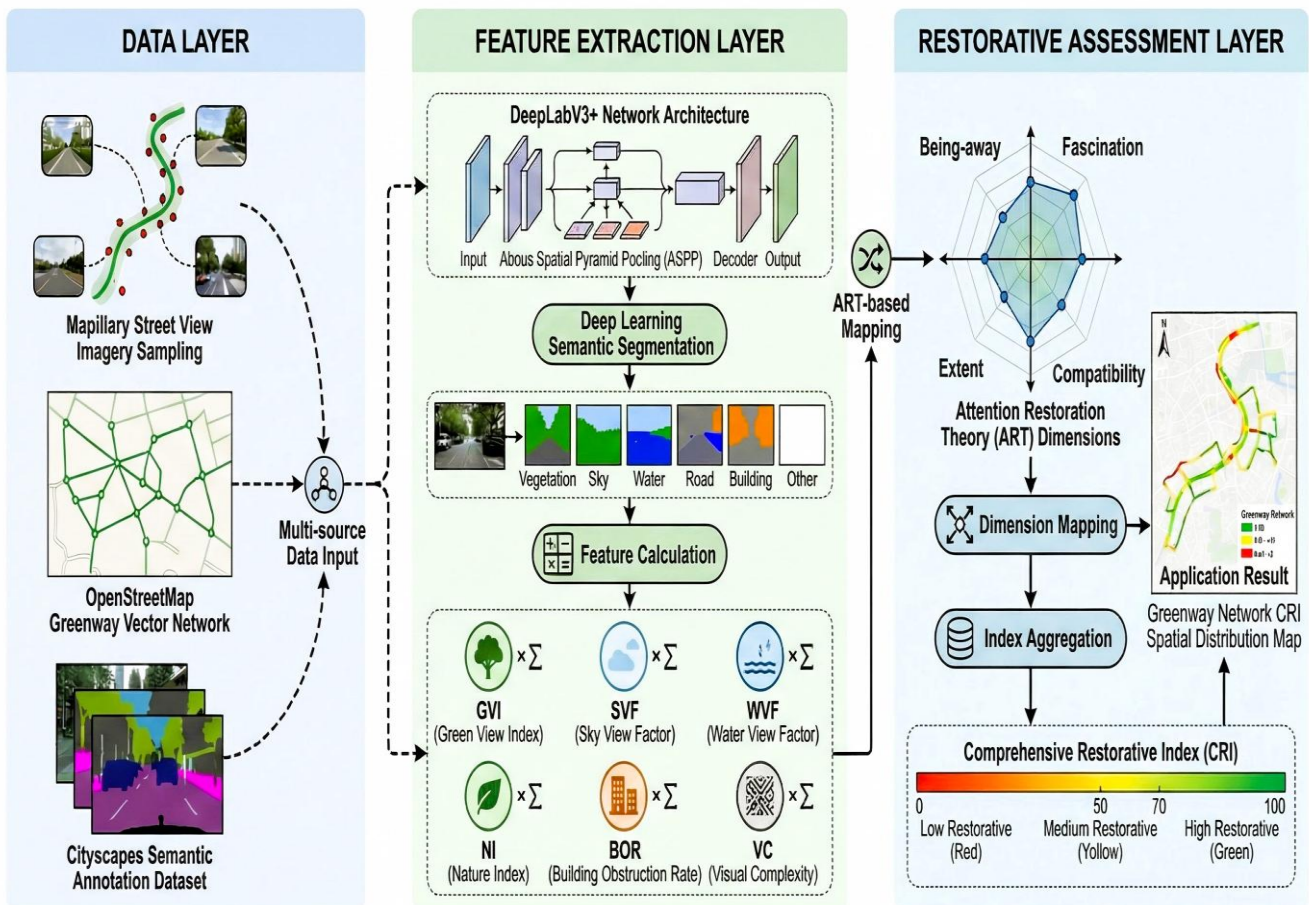 DATA LAYER
Mapillary Street View
Imagery Sampling
OpenStreetMap
Greenway Vector Network
Cityscapes Semantic
Annotation Dataset
Multi-source
Data Input
FEATURE EXTRACTION LAYER
DeepLabV3+ Network Architecture
Input
Abous Spatial Pyramid Pocling (ASPP)
Decoder
Output
Deep Learning
Semantic Segmentation
Vegetation
Sky
Water
Road
Building
Other
Feature Calculation
×Σ
×Σ
×Σ
GVI
(Green View Index)
SVF
(Sky View Factor)
WVF
(Water View Factor)
×Σ
×Σ
×Σ
NI
(Nature Index)
BOR
(Building Obstruction Rate)
VC
(Visual Complexity)
ART-based
Mapping
RESTORATIVE ASSESSMENT LAYER
Being-away
Fascination
Extent
Compatibility
Attention Restoration
Theory (ART) Dimensions
Dimension Mapping
Index Aggregation
N
Application Result
Greenway Network CRI
Spatial Distribution Map
Comprehensive Restorative Index (CRI)
0
50
70
100
Low Restorative
(Red)
Medium Restorative
(Yellow)
High Restorative
(Green)